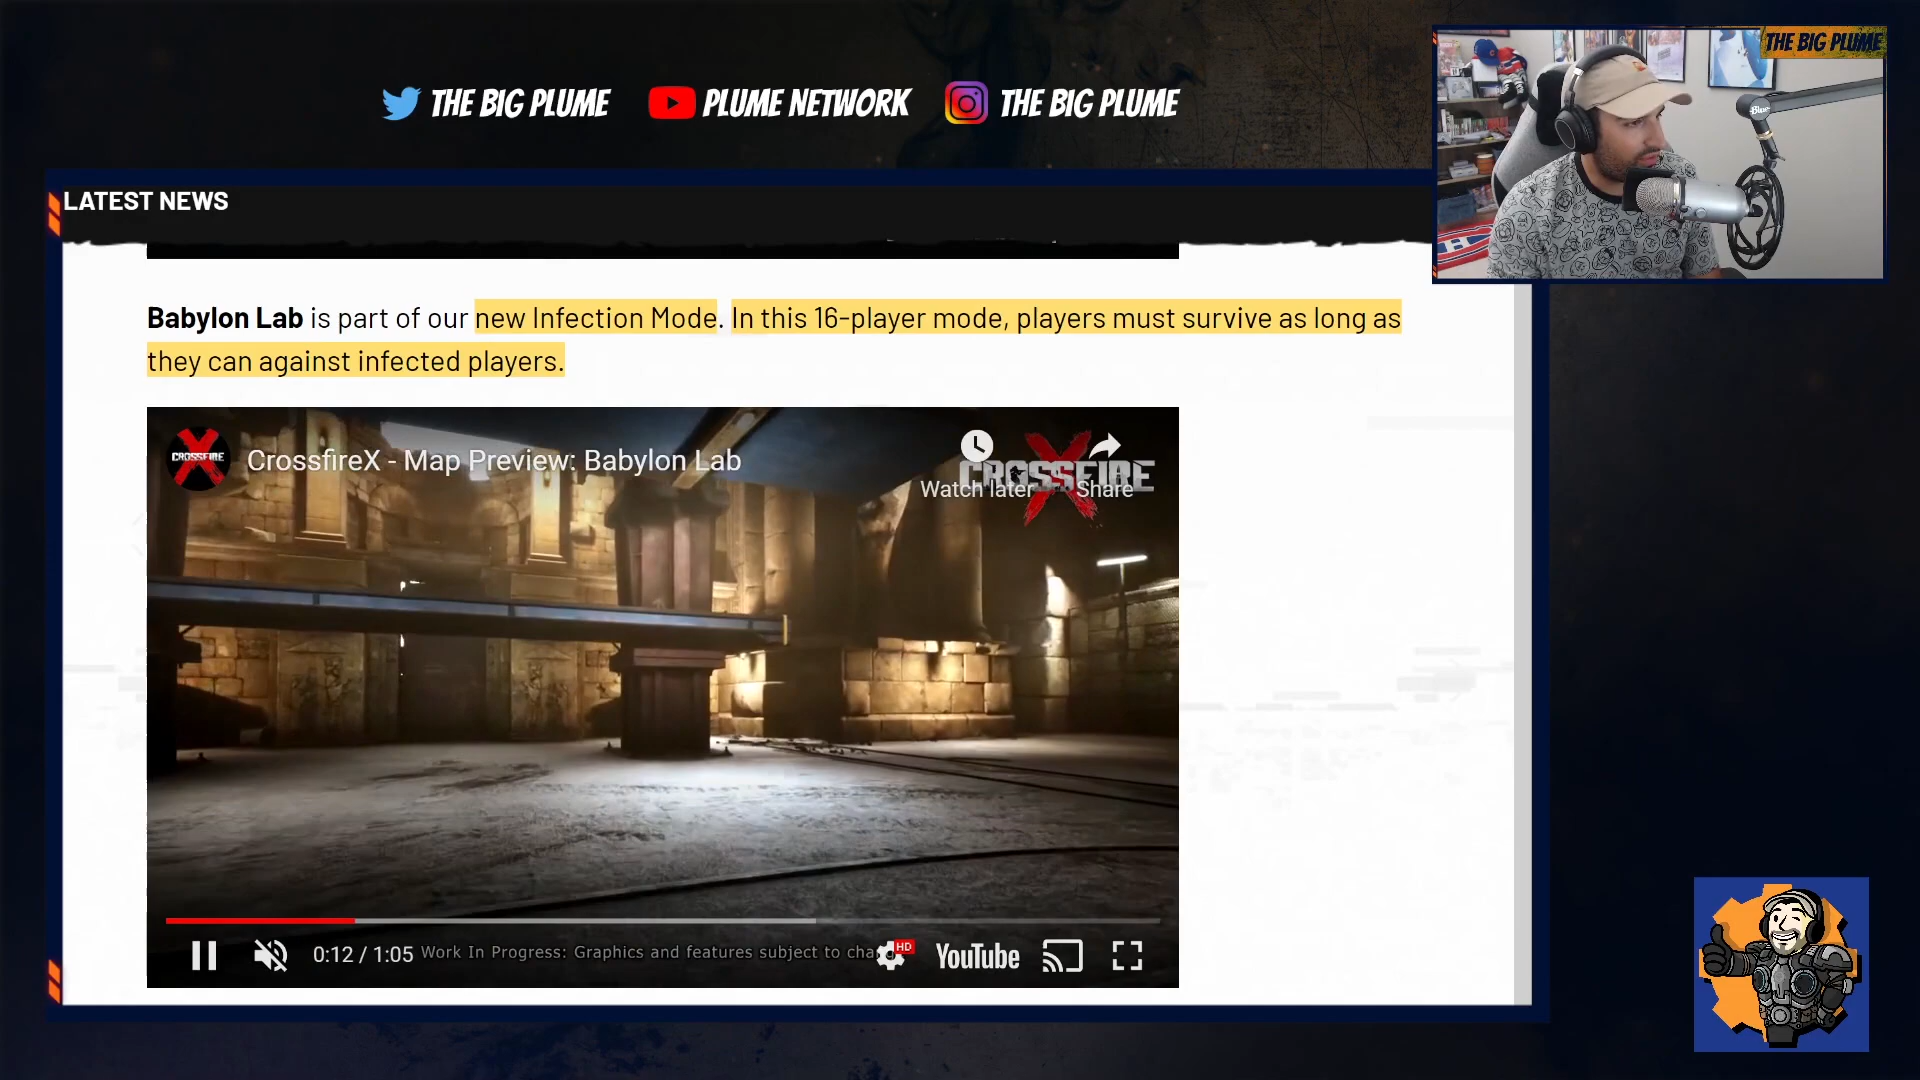 THE BIG PLUME
PLUME NETWORK
THE BIG PLUME
THE BIG PLUME
LATEST NEWS
Babylon Lab is part of our new Infection Mode. In this 16-player mode, players must survive as long as
they can against infected players.
CROSSFIRE
CrossfireX - Map Preview: Babylon Lab
CROSSFIRE
Watch later
Share
0:12 / 1:05
Work In Progress: Graphics and features subject to
HD
YouTube